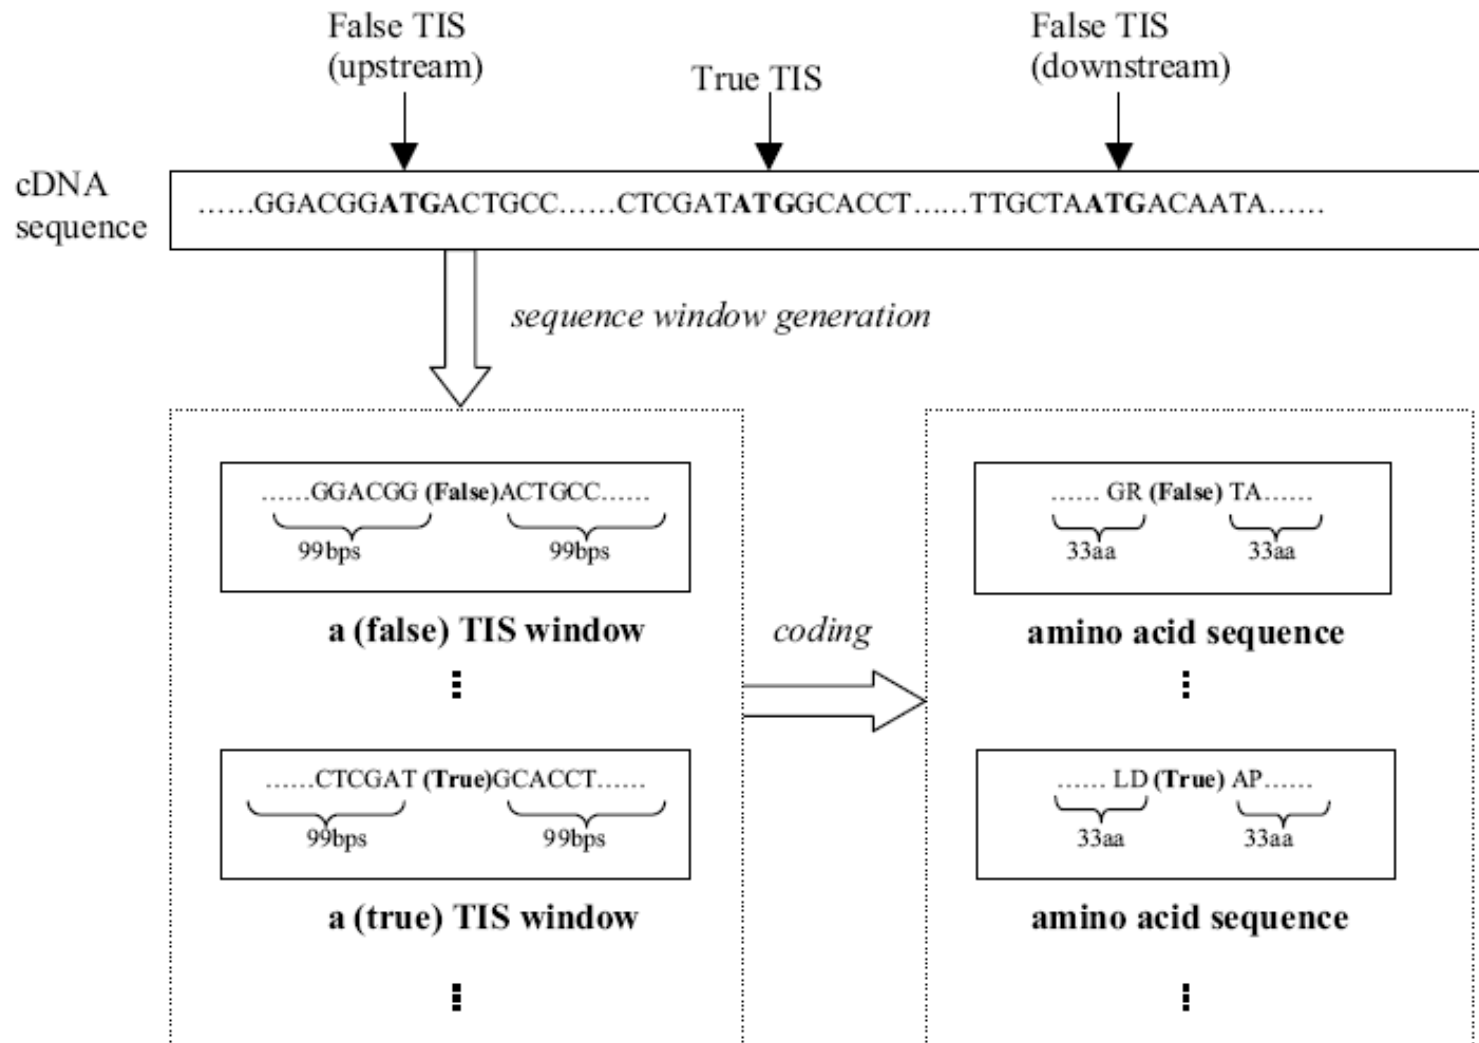 False TIS
(upstream)
True TIS
False TIS
(downstream)
cDNA
sequence
......GGACGGATGACTGCC......CTCGATATGGCACCT......TTGCTAATGACAATA......
sequence window generation
......GGACGG (False)ACTGCC......
99bps
99bps
a (false) TIS window
...... GR (False) TA......
33aa
33aa
amino acid sequence
coding
......CTCGAT (True)GCACCT......
99bps
99bps
a (true) TIS window
...... LD (True) AP......
33aa
33aa
amino acid sequence